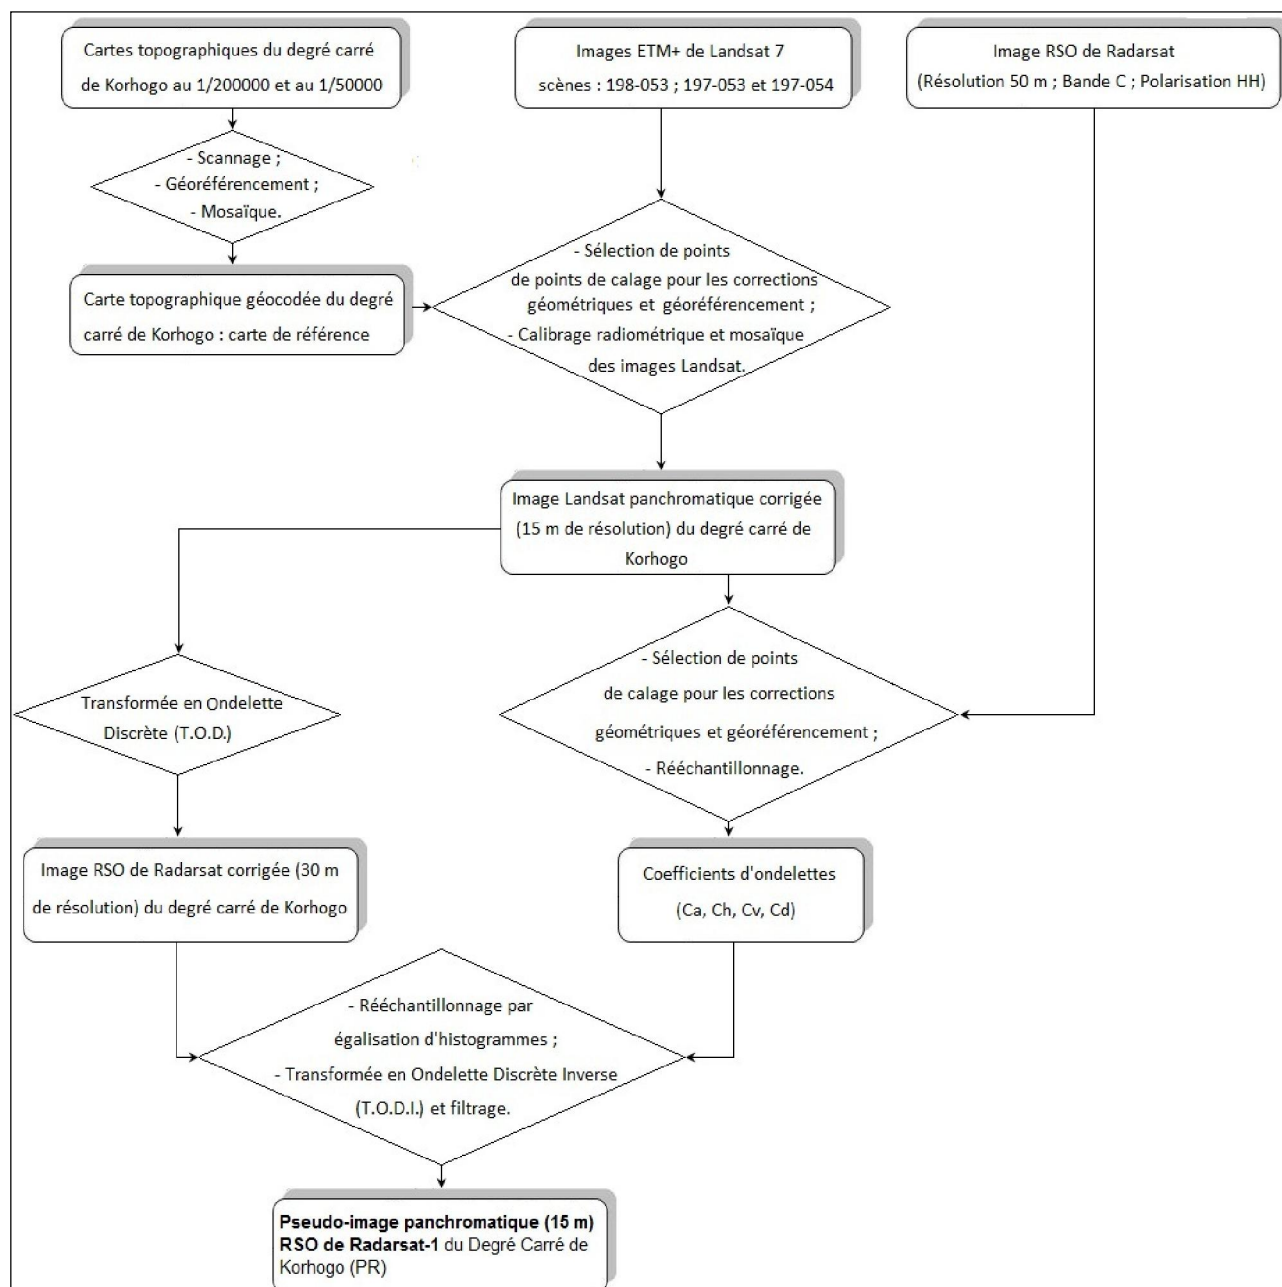 Cartes topographiques du degré carré
de Korhogo au 1/200000 et au 1/50000
Images ETM+ de Landsat 7
scènes : 198-053 ; 197-053 et 197-054
Image RSO de Radarsat
(Résolution 50 m ; Bande C ; Polarisation HH)
- Scannage ;
- Géoréférencement ;
- Mosaïque.
Carte topographique géocodée du degré
carré de Korhogo : carte de référence
- Sélection de points
de points de calage pour les corrections
géométriques et géoréférencement ;
- Calibrage radiométrique et mosaïque
des images Landsat.
Image Landsat panchromatique corrigée
(15 m de résolution) du degré carré de
Korhogo
Transformée en Ondelette
Discrète (T.O.D.)
- Sélection de points
de calage pour les corrections
géométriques et géoréférencement ;
- Rééchantillonnage.
Image RSO de Radarsat corrigée (30 m
de résolution) du degré carré de Korhogo
Coefficients d'ondelettes
(Ca, Ch, Cv, Cd)
- Rééchantillonnage par
égalisation d'histogrammes ;
- Transformée en Ondelette Discrète Inverse
(T.O.D.I.) et filtrage.
Pseudo-image panchromatique (15 m)
RSO de Radarsat-1 du Degré Carré de
Korhogo (PR)